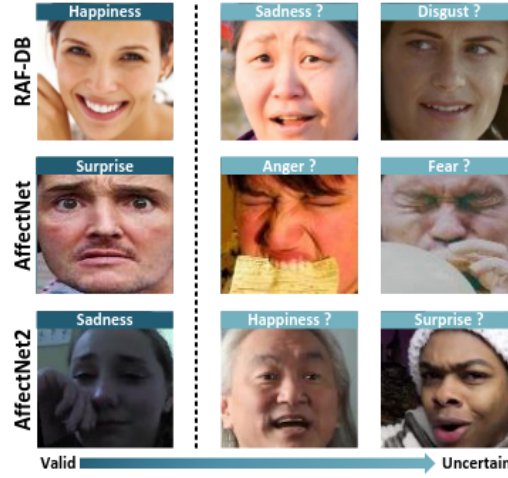 RAF-DB
Happiness
Sadness ?
Disgust ?
AffectNet
Surprise
Anger ?
Fear ?
AffectNet2
Sadness
Happiness ?
Surprise ?
Valid
Uncertain